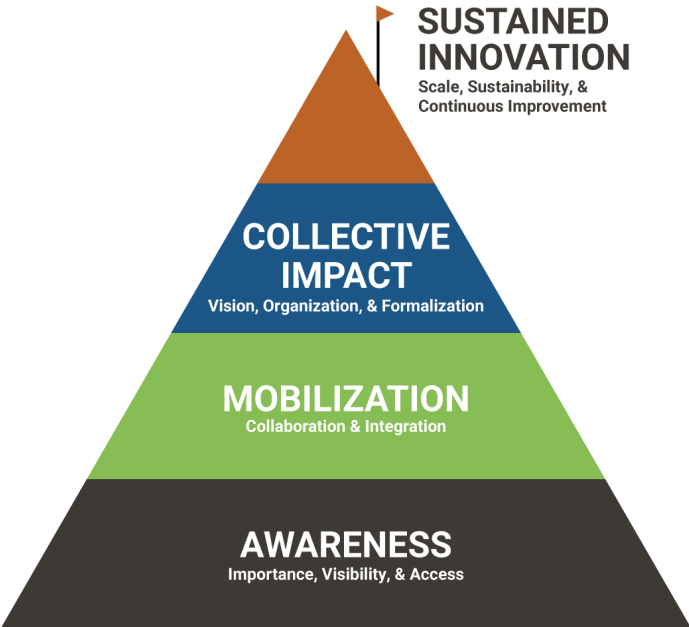 SUSTAINED
INNOVATION
Scale, Sustainability, &
Continuous Improvement
COLLECTIVE
IMPACT
Vision, Organization, & Formalization
MOBILIZATION
Collaboration & Integration
AWARENESS
Importance, Visibility, & Access